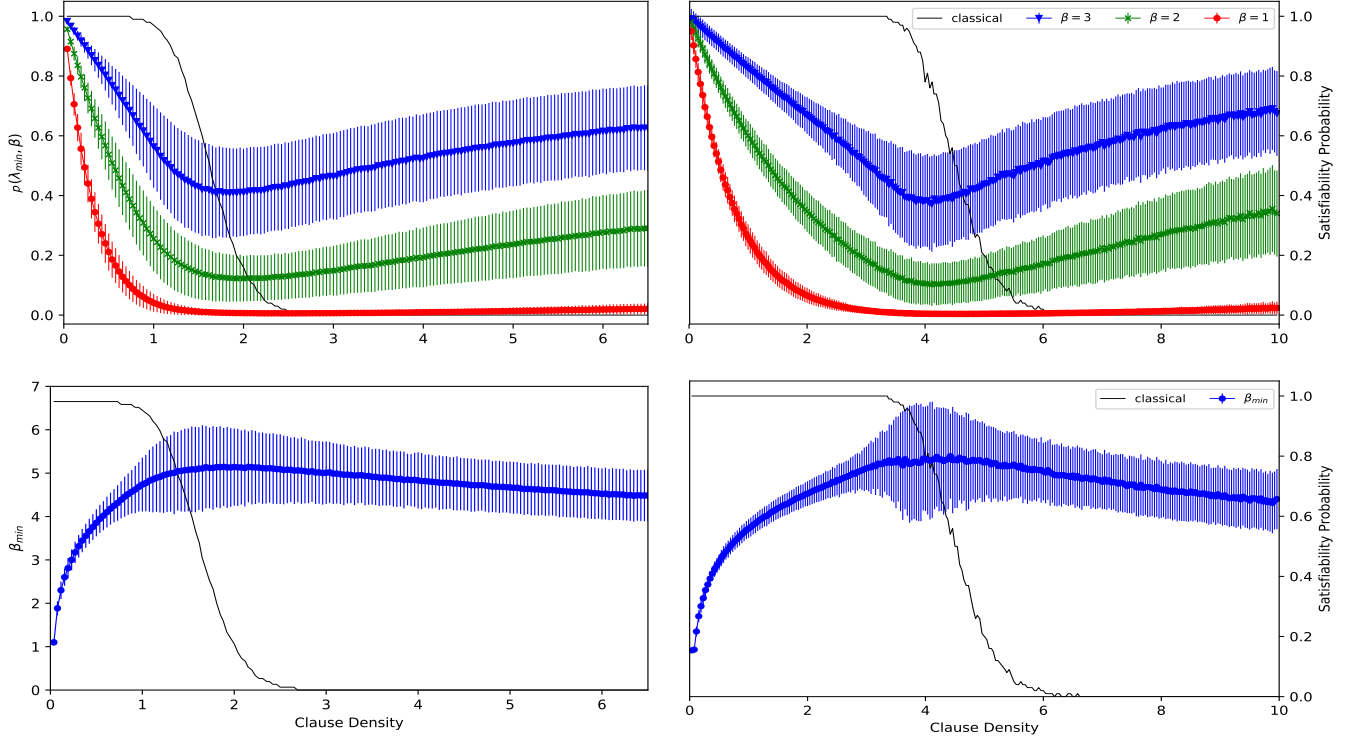 classical β = 3 β = 2 β = 1
1.0
0.8
0.6
0.4
0.2
0.0
p(λmin, β)
0 1 2 3 4 5 6
1.0
0.8
0.6
0.4
0.2
0.0
Satisfiability Probability
0 2 4 6 8 10
7
6
5
4
3
2
1
0
βmin
0 1 2 3 4 5 6
Clause Density
classical βmin
1.0
0.8
0.6
0.4
0.2
0.0
Satisfiability Probability
0 2 4 6 8 10
Clause Density